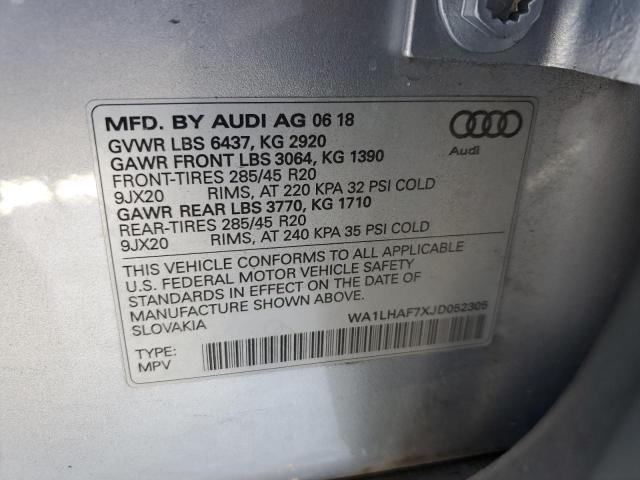 MFD. BY AUDI AG 06 18
GVWR LBS 6437, KG 2920
GAWR FRONT LBS 3064, KG 1390
FRONT-TIRES 285/45 R20
9JX20 RIMS, AT 220 KPA 32 PSI COLD
GAWR REAR LBS 3770, KG 1710
REAR-TIRES 285/45 R20
9JX20 RIMS, AT 240 KPA 35 PSI COLD
Audi
THIS VEHICLE CONFORMS TO ALL APPLICABLE
U.S. FEDERAL MOTOR VEHICLE SAFETY
STANDARDS IN EFFECT ON THE DATE OF
MANUFACTURE SHOWN ABOVE.
SLOVAKIA
WA1LHAF7XJD052305
TYPE:
MPV